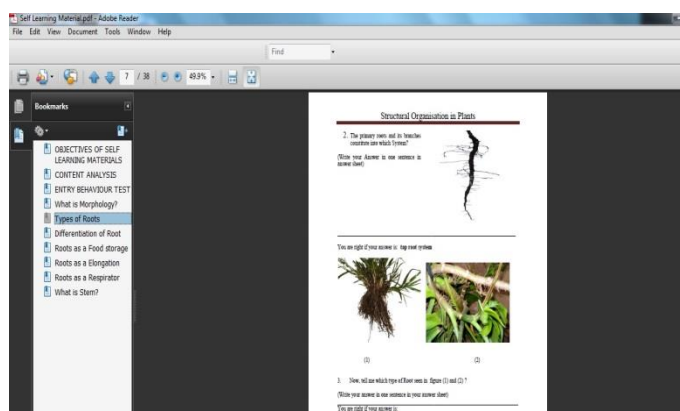 Self Learning Material.pdf - Adobe Reader
File Edit View Document Tools Window Help
Find
7 / 38 49.9%
Bookmarks
OBJECTIVES OF SELF
LEARNING MATERIALS
CONTENT ANALYSIS
ENTRY BEHAVIOUR TEST
What is Morphology?
Types of Roots
Differentiation of Root
Roots as a Food storage
Roots as a Elongation
Roots as a Respirator
What is Stem?
Structural Organisation in Plants
2. The primary roots and its branches
constitute into which System?
(Write your Answer in one sentence in
answer sheet)
You are right if your answer is: tap root system
(1) (2)
3. Now, tell me which type of Root seen in figure (1) and (2) ?
(Write your answer in one sentence in your answer sheet)
You are right if your answer is: